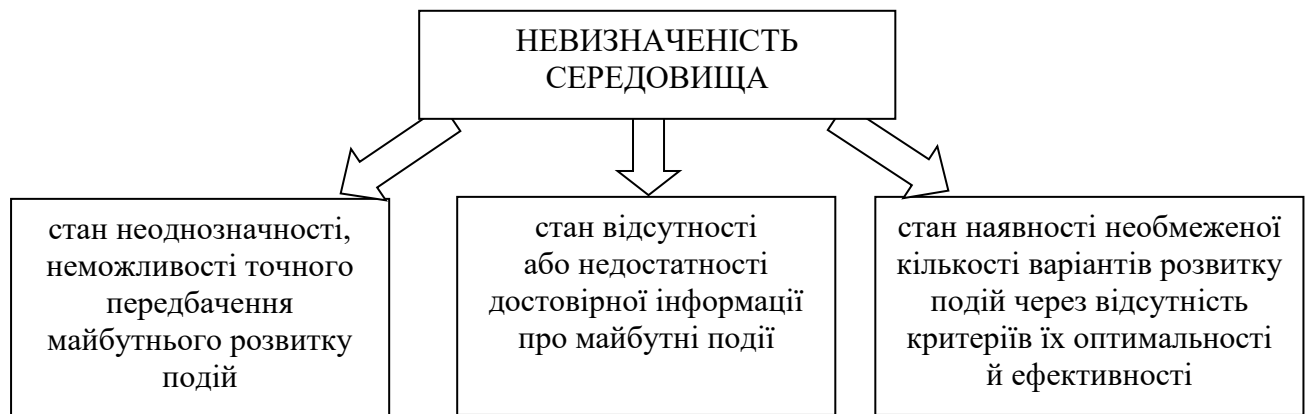 НЕВИЗНАЧЕНІСТЬ
СЕРЕДОВИЩА
стан неоднозначності,
неможливості точного
передбачення
майбутнього розвитку
подій
стан відсутності
або недостатності
достовірної інформації
про майбутні події
стан наявності необмеженої
кількості варіантів розвитку
подій через відсутність
критеріїв їх оптимальності
й ефективності